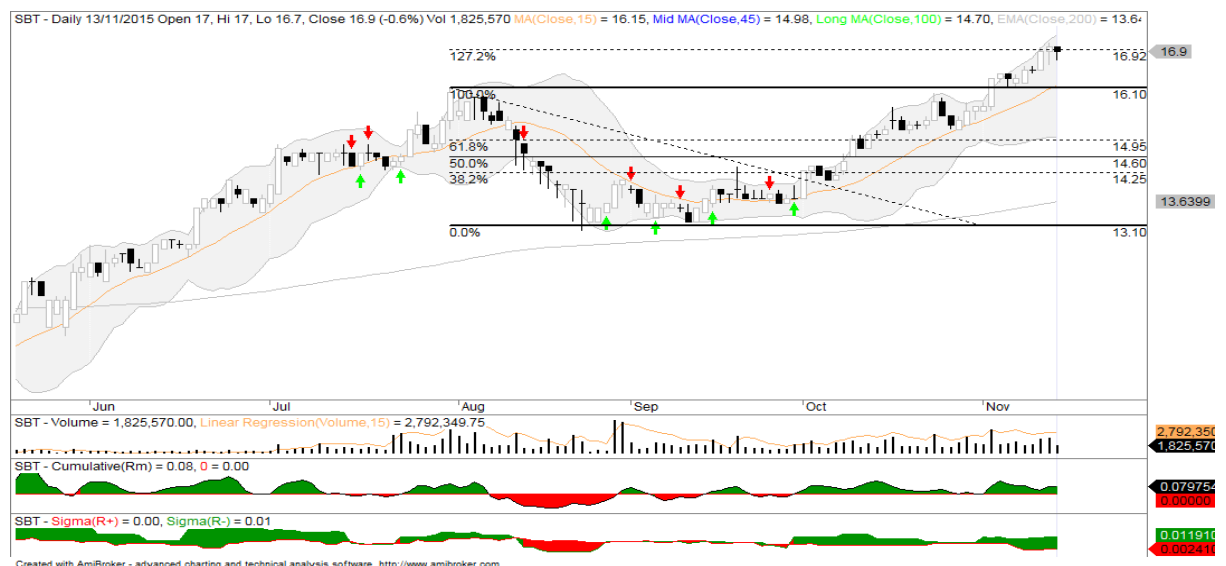 SBT - Daily 13/11/2015 Open 17, Hi 17, Lo 16.7, Close 16.9 (-0.6%) Vol 1,825,570 MA(Close,15) = 16.15, Mid MA(Close,45) = 14.98, Long MA(Close,100) = 14.70, EMA(Close,200) = 13.64
127.2% 16.92
16.9
100.0% 16.10
61.8% 14.95
50.0% 14.60
38.2% 14.25
13.6399
0.0% 13.10
Jun Jul Aug Sep Oct Nov
SBT - Volume = 1,825,570.00, Linear Regression(Volume,15) = 2,792,349.75
2,792,350
1,825,570
SBT - Cumulative(Rm) = 0.08, 0 = 0.00
0.079754
0.00000
SBT - Sigma(R+) = 0.00, Sigma(R-) = 0.01
0.011910
0.002410
Created with AmiBroker - advanced charting and technical analysis software. http://www.amibroker.com